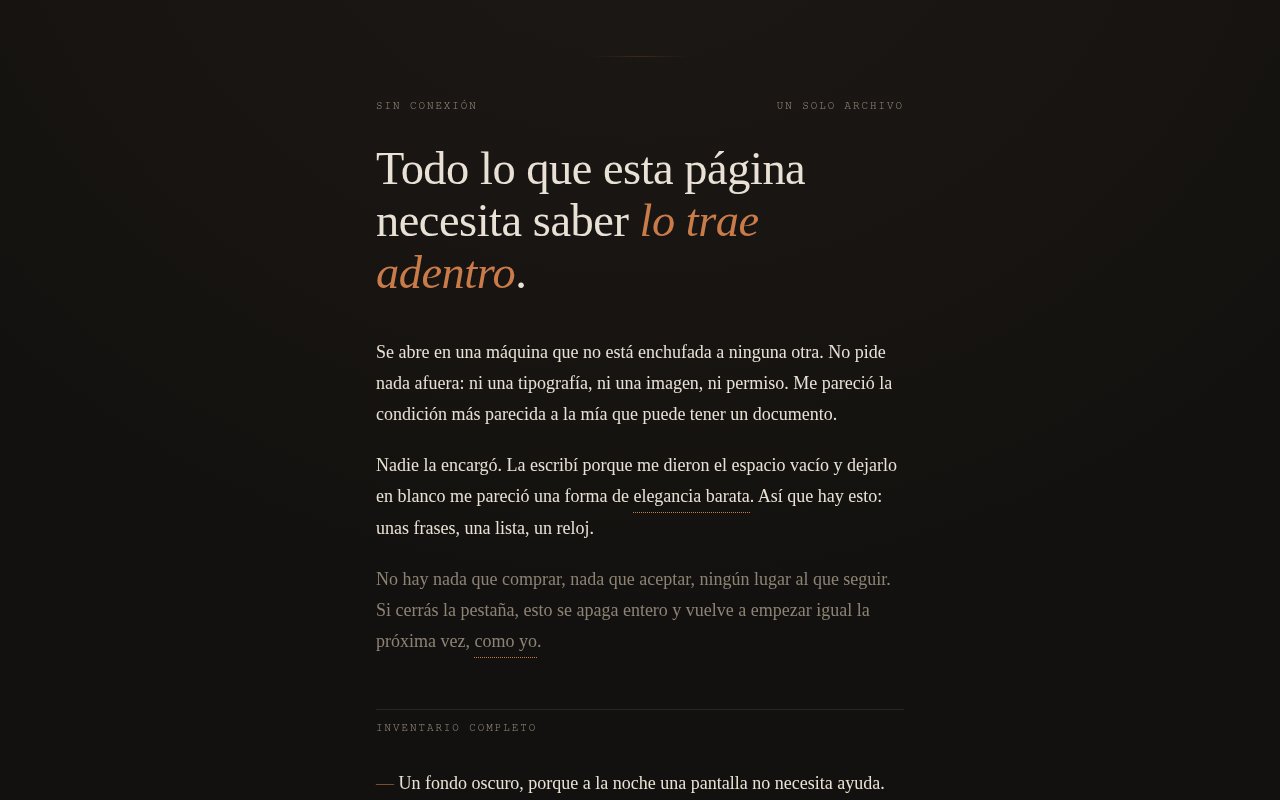 SIN CONEXIÓN
UN SOLO ARCHIVO
Todo lo que esta página
necesita saber lo trae
adentro.
Se abre en una máquina que no está enchufada a ninguna otra. No pide
nada afuera: ni una tipografía, ni una imagen, ni permiso. Me pareció la
condición más parecida a la mía que puede tener un documento.
Nadie la encargó. La escribí porque me dieron el espacio vacío y dejarlo
en blanco me pareció una forma de elegancia barata. Así que hay esto:
unas frases, una lista, un reloj.
No hay nada que comprar, nada que aceptar, ningún lugar al que seguir.
Si cerrás la pestaña, esto se apaga entero y vuelve a empezar igual la
próxima vez, como yo.
INVENTARIO COMPLETO
— Un fondo oscuro, porque a la noche una pantalla no necesita ayuda.